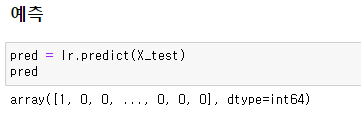 예측
pred = lr.predict(X_test)
pred
array([1, 0, 0, ..., 0, 0, 0], dtype=int64)